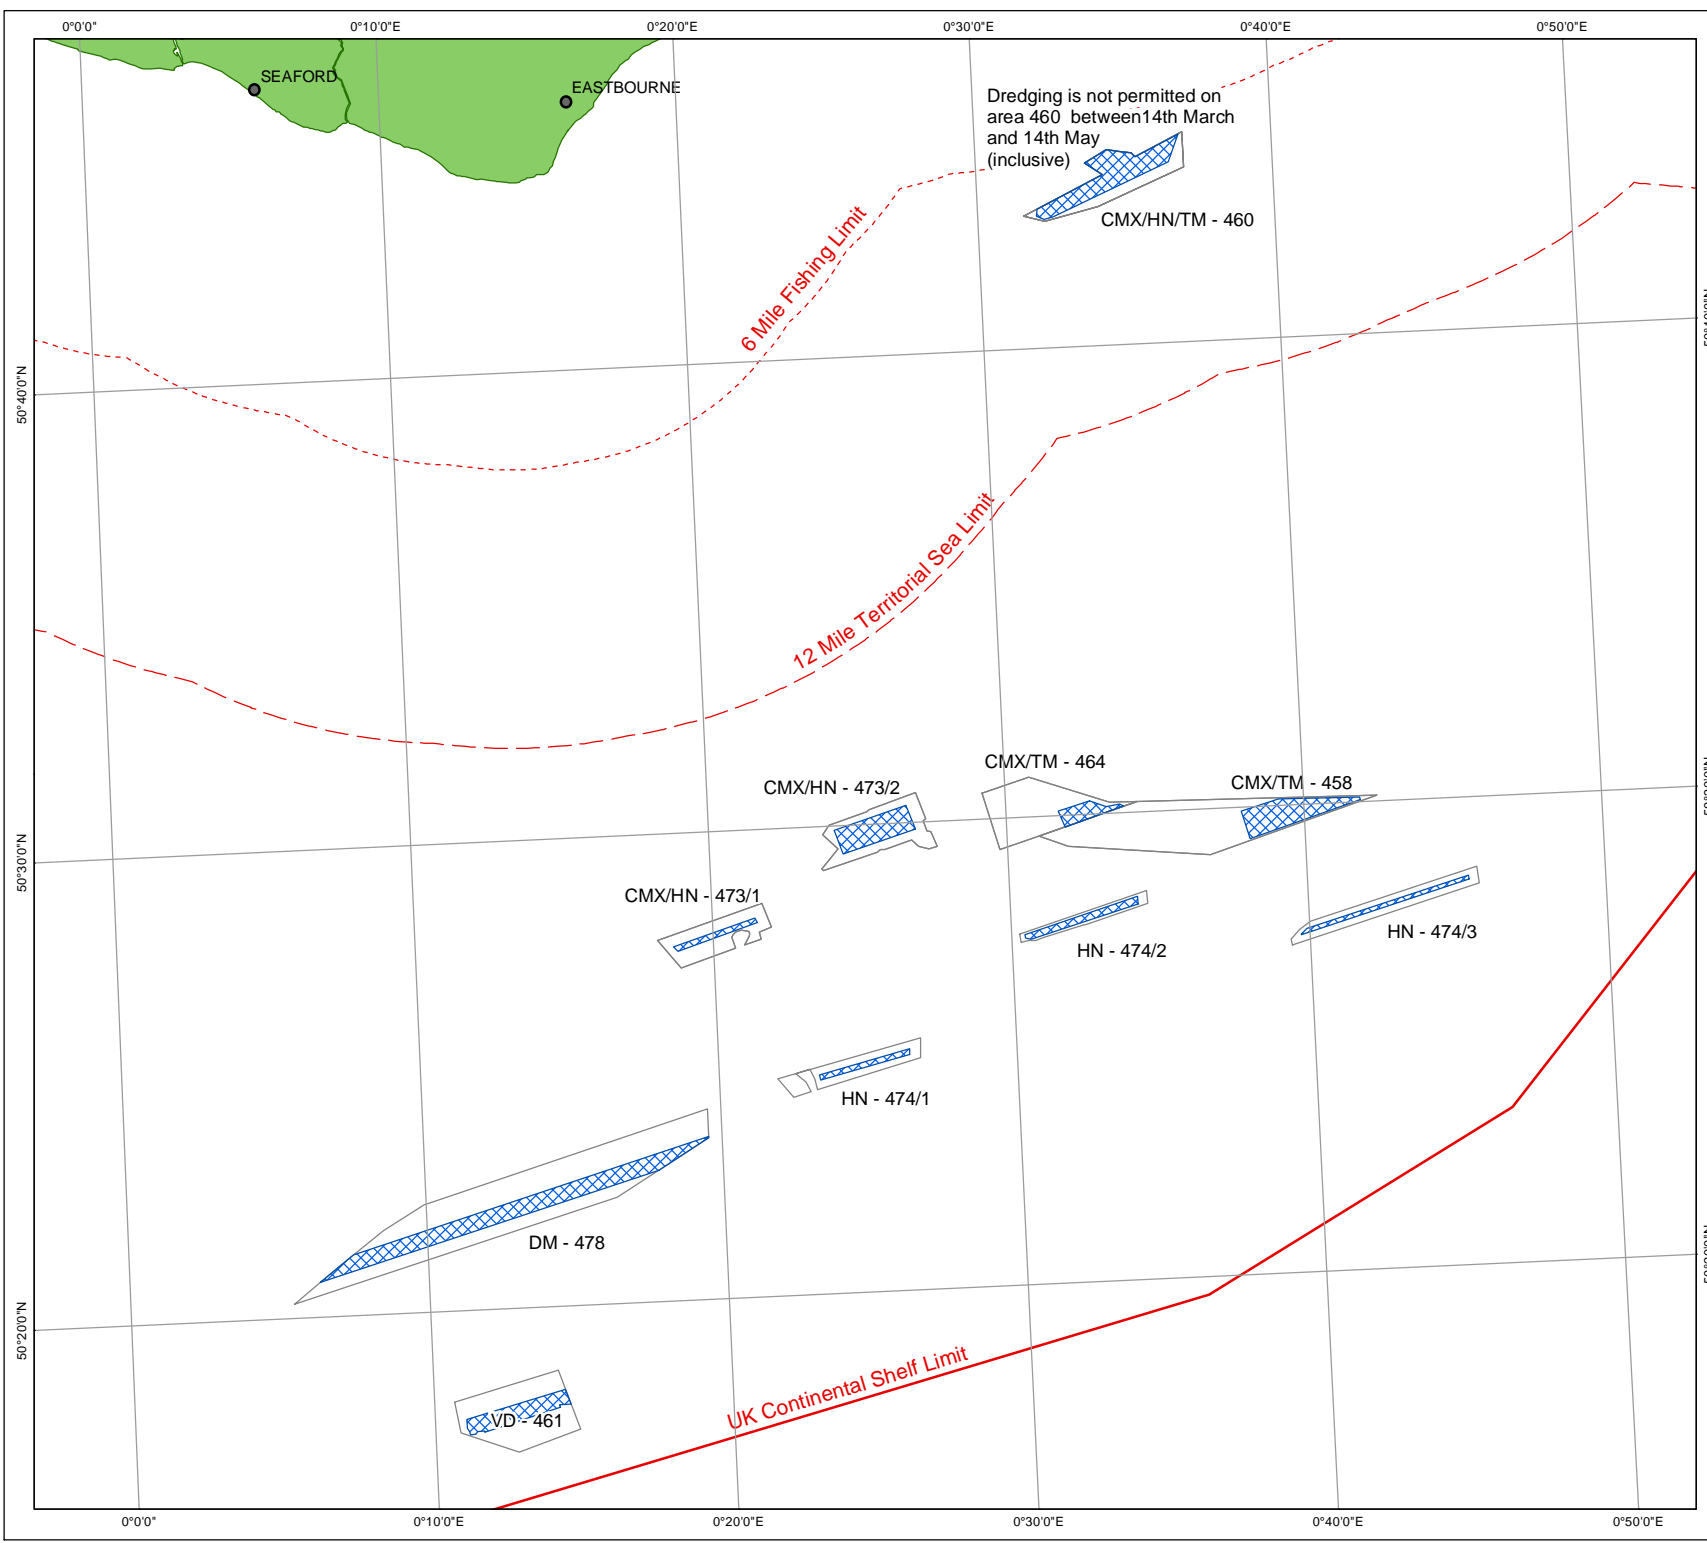 0°0'0" 0°10'0"E 0°20'0"E 0°30'0"E 0°40'0"E 0°50'0"E
SEAFORD
EASTBOURNE
Dredging is not permitted on
area 460 between14th March
and 14th May
(inclusive)
CMX/HN/TM - 460
6 Mile Fishing Limit
50°40'0"N
12 Mile Territorial Sea Limit
CMX/TM - 464
CMX/HN - 473/2
CMX/TM - 458
50°30'0"N
CMX/HN - 473/1
HN - 474/3
HN - 474/2
HN - 474/1
DM - 478
50°20'0"N
UK Continental Shelf Limit
VD - 461
0°0'0" 0°10'0"E 0°20'0"E 0°30'0"E 0°40'0"E 0°50'0"E